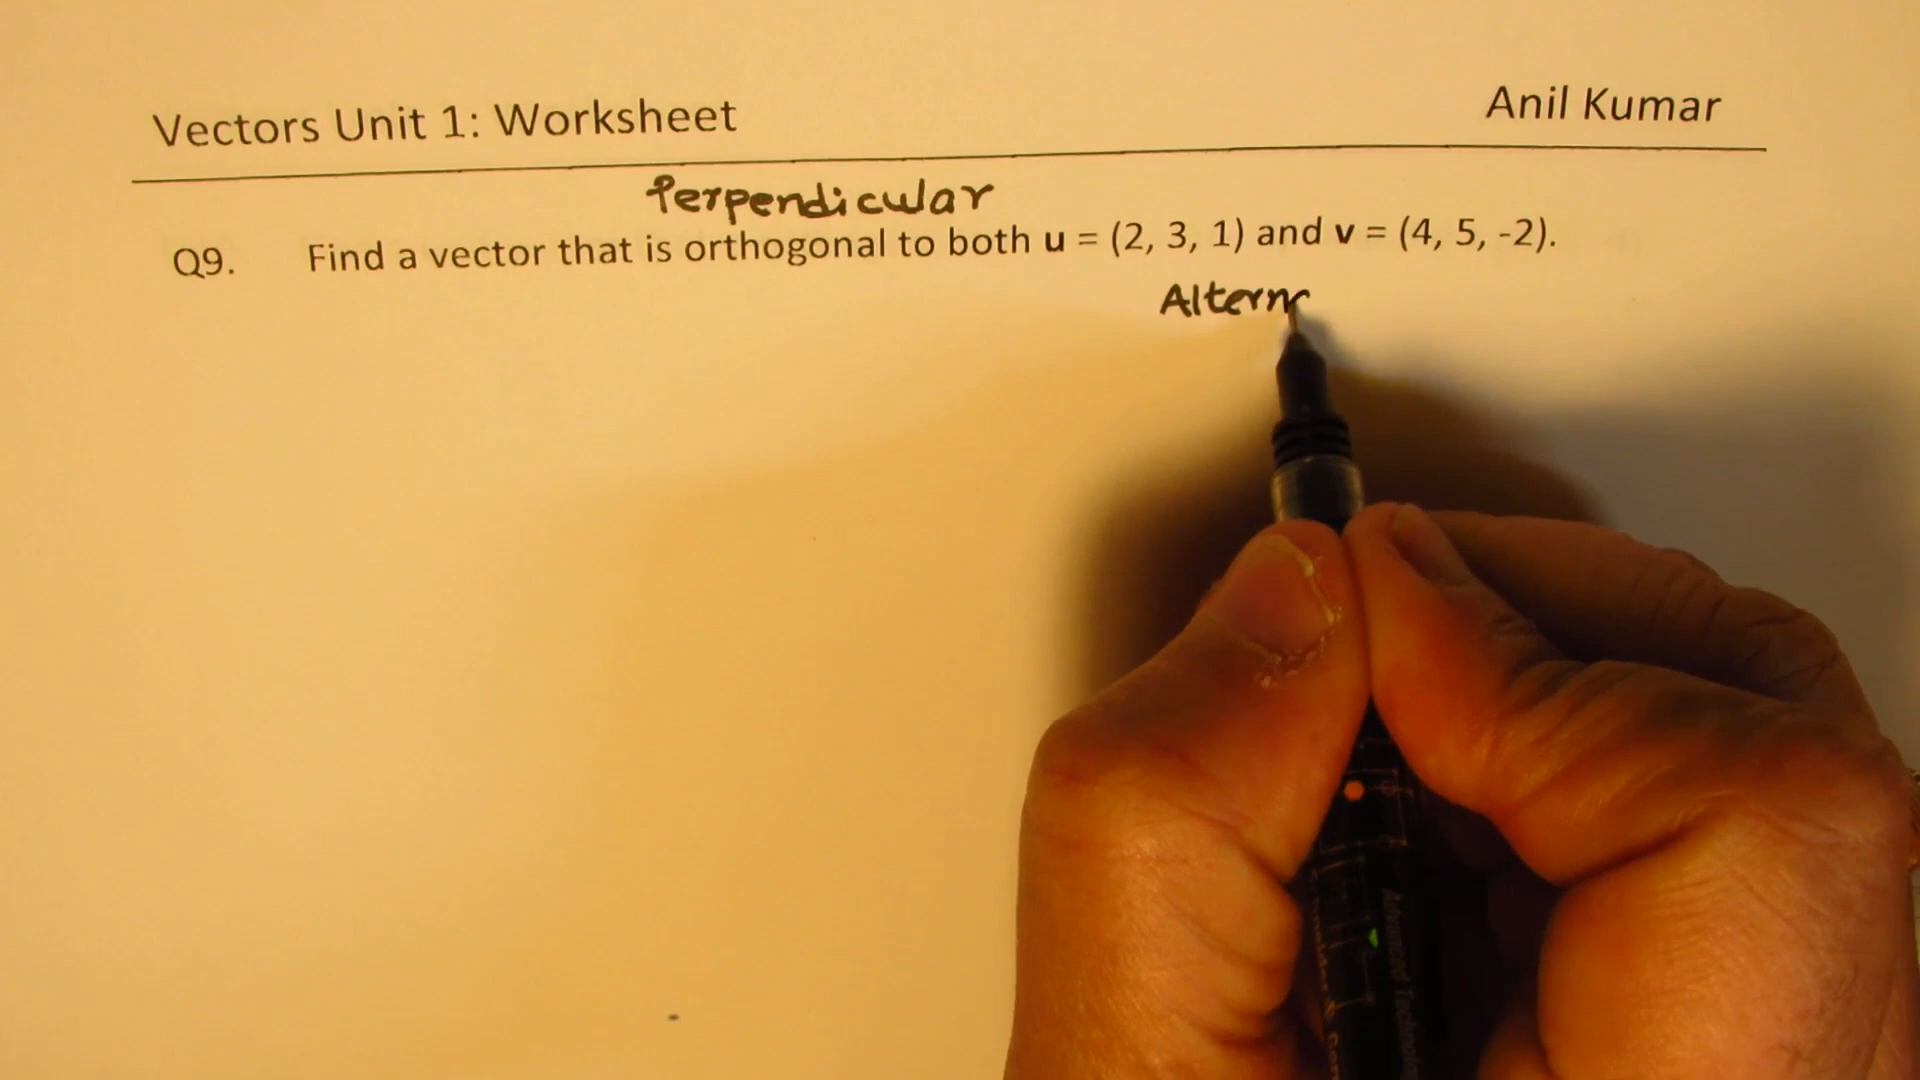 Vectors Unit 1: Worksheet
Anil Kumar
Perpendicular
Q9. Find a vector that is orthogonal to both u = (2, 3, 1) and v = (4, 5, -2).
Altern